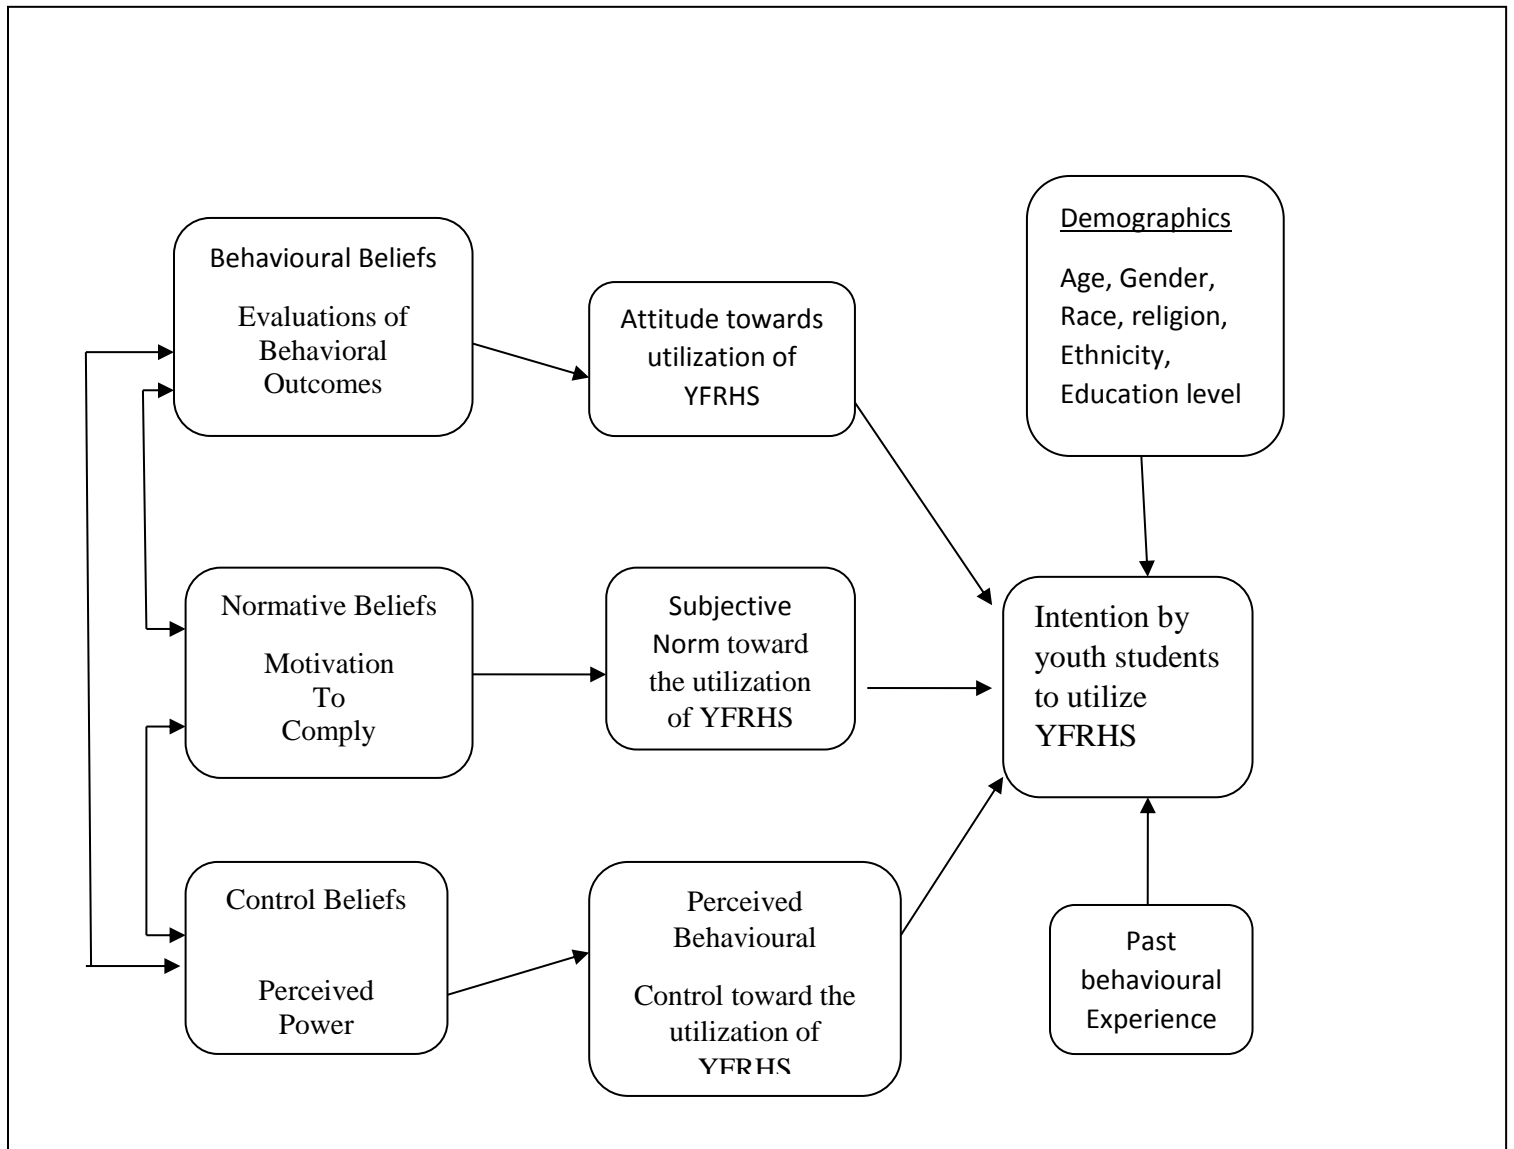 Behavioural Beliefs
Evaluations of
Behavioral
Outcomes
Attitude towards
utilization of
YFRHS
Demographics
Age, Gender,
Race, religion,
Ethnicity,
Education level
Normative Beliefs
Motivation
To
Comply
Subjective
Norm toward
the utilization
of YFRHS
Intention by
youth students
to utilize
YFRHS
Control Beliefs
Perceived
Power
Perceived
Behavioural
Control toward the
utilization of
YFRHS
Past
behavioural
Experience